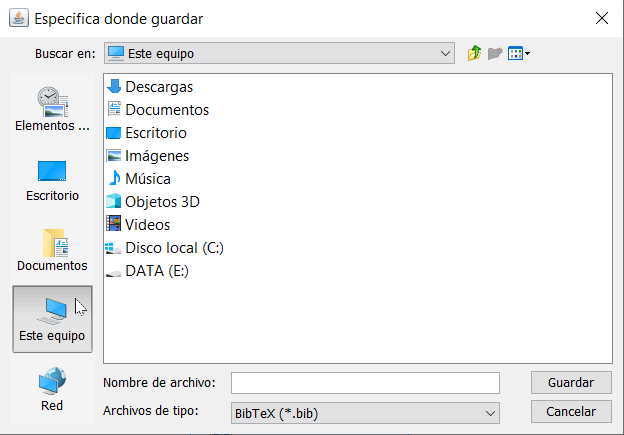 Especifica donde guardar
Buscar en: Este equipo
Elementos ...
Escritorio
Documentos
Este equipo
Red
Descargas
Documentos
Escritorio
Imágenes
Música
Objetos 3D
Videos
Disco local (C:)
DATA (E:)
Nombre de archivo: Guardar
Archivos de tipo: BibTeX (*.bib) Cancelar